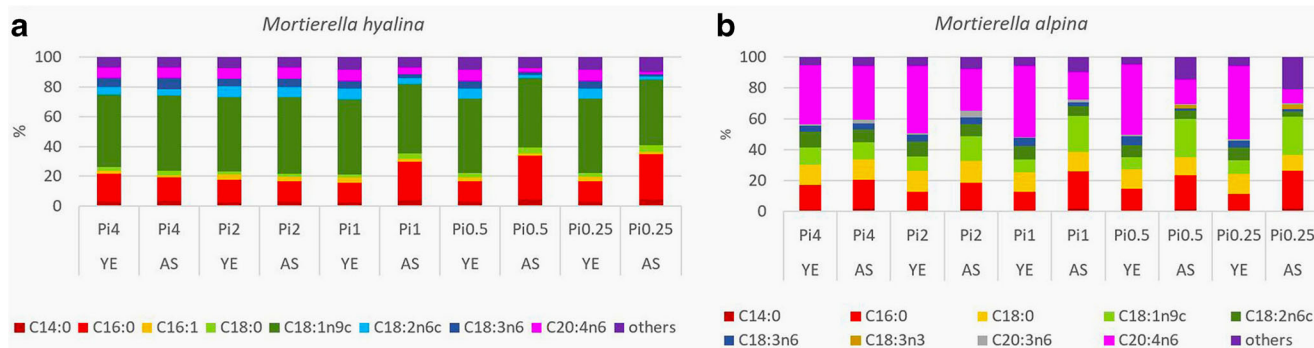 a
Mortierella hyalina
100
80
60
40
20
0
%
Pi4 Pi4 Pi2 Pi2 Pi1 Pi1 Pi0.5 Pi0.5 Pi0.25 Pi0.25
YE AS YE AS YE AS YE AS YE AS
C14:0 C16:0 C16:1 C18:0 C18:1n9c C18:2n6c C18:3n6 C20:4n6 others
b
Mortierella alpina
100
80
60
40
20
0
%
Pi4 Pi4 Pi2 Pi2 Pi1 Pi1 Pi0.5 Pi0.5 Pi0.25 Pi0.25
YE AS YE AS YE AS YE AS YE AS
C14:0 C16:0 C18:0 C18:1n9c C18:2n6c
C18:3n6 C18:3n3 C20:3n6 C20:4n6 others